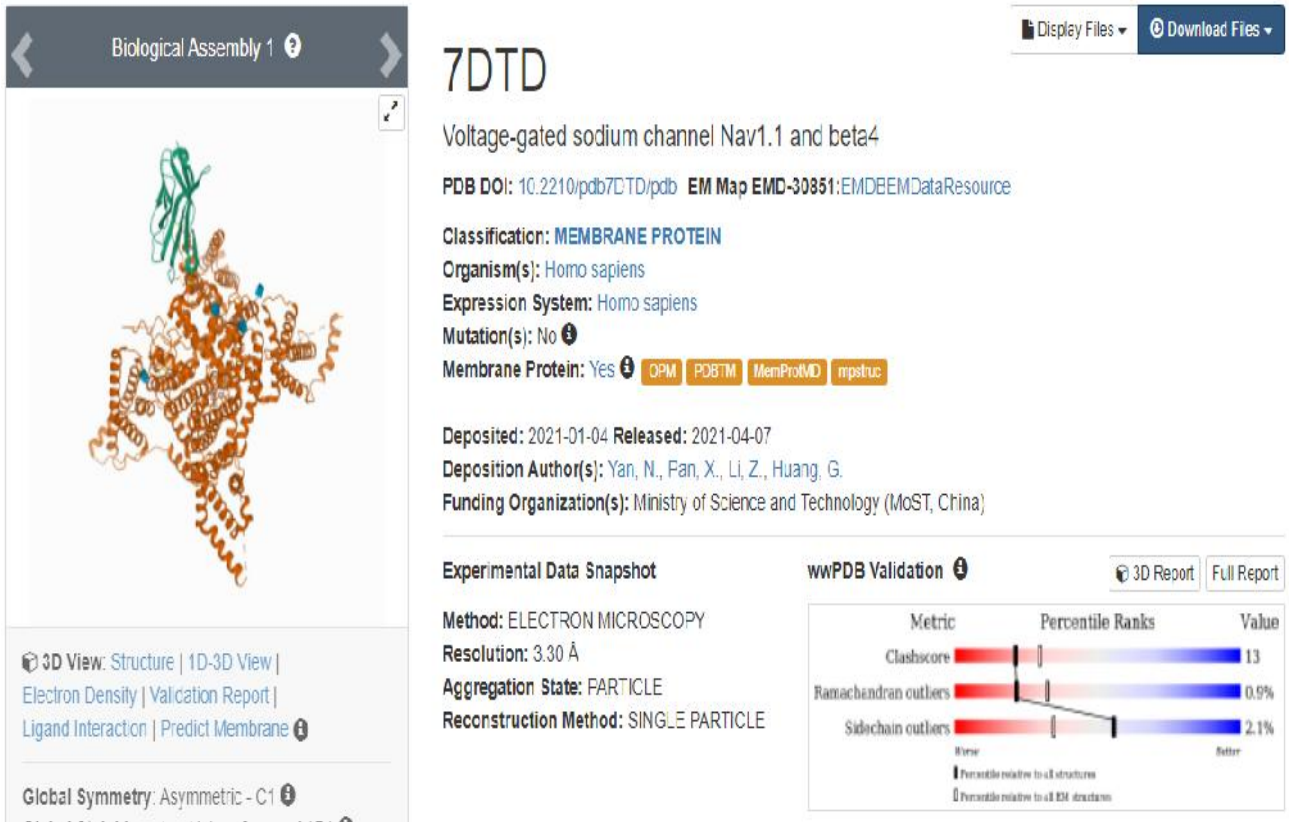 Biological Assembly 1
Display Files
Download Files
7DTD
Voltage-gated sodium channel Nav1.1 and beta4
PDB DOI: 10.2210/pdb7DTD/pdb EM Map EMD-30851:EMDBEMDataResource
Classification: MEMBRANE PROTEIN
Organism(s): Homo sapiens
Expression System: Homo sapiens
Mutation(s): No
Membrane Protein: Yes OPM PDBTM MemProtMD mpstruc
Deposited: 2021-01-04 Released: 2021-04-07
Deposition Author(s): Yan, N., Pan, X., Li, Z., Huang, G.
Funding Organization(s): Ministry of Science and Technology (MoST, China)
Experimental Data Snapshot
Method: ELECTRON MICROSCOPY
Resolution: 3.30 Å
Aggregation State: PARTICLE
Reconstruction Method: SINGLE PARTICLE
wwPDB Validation
3D Report Full Report
Metric Percentile Ranks Value
Clashscore 13
Ramachandran outliers 0.9%
Sidechain outliers 2.1%
Worse Better
Percentile relative to all structures
Percentile relative to all EM structures
3D View: Structure | 1D-3D View |
Electron Density | Validation Report |
Ligand Interaction | Predict Membrane
Global Symmetry: Asymmetric - C1